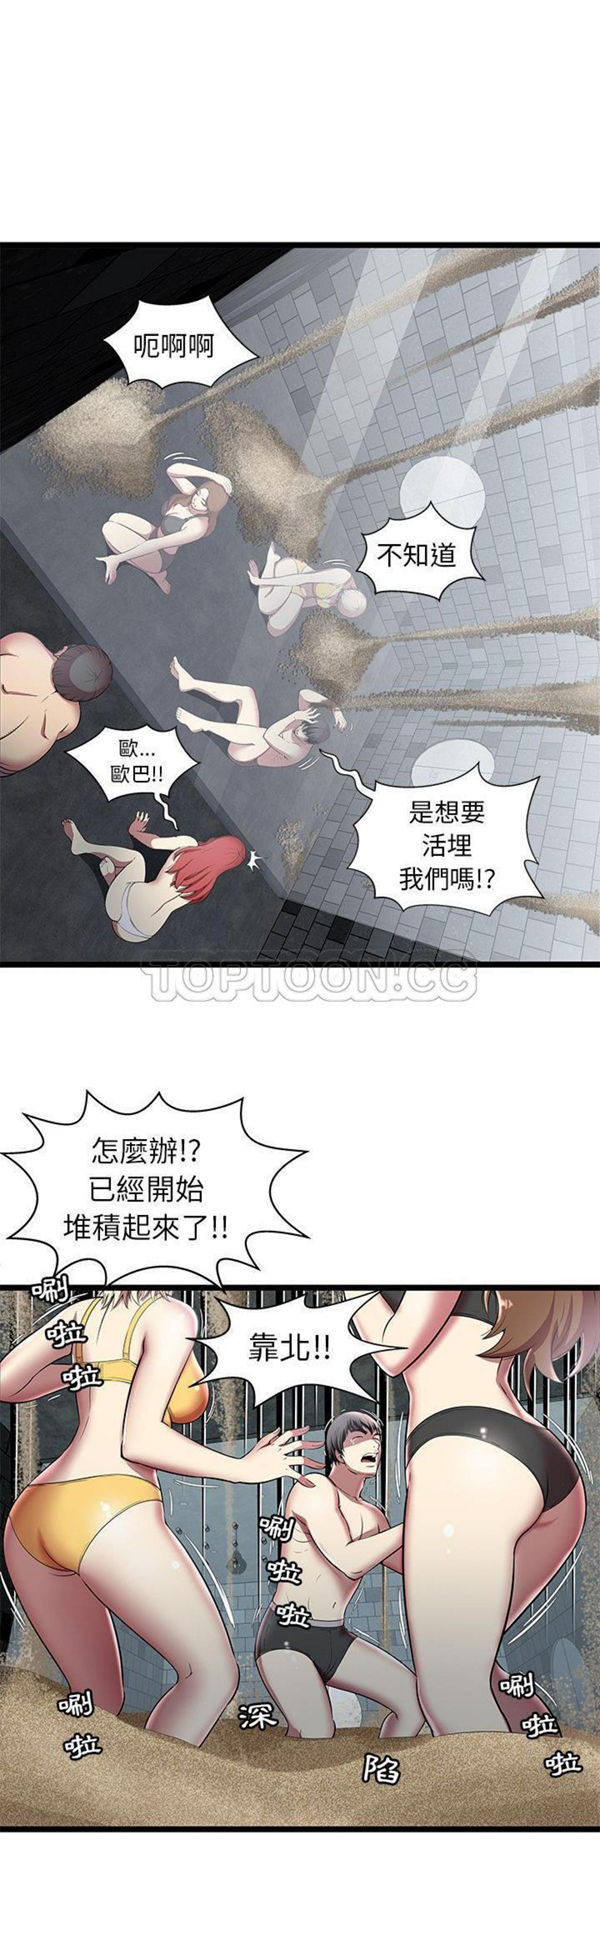 呃啊啊
不知道
歐...
歐巴!!
是想要
活埋
我們嗎!?
TOPTOON.CC
怎麼辦!?
已經開始
堆積起來了!!
唰
啦
啦
靠北!!
唰
啦
啦
唰
啦
深
陷
唰
啦
啦